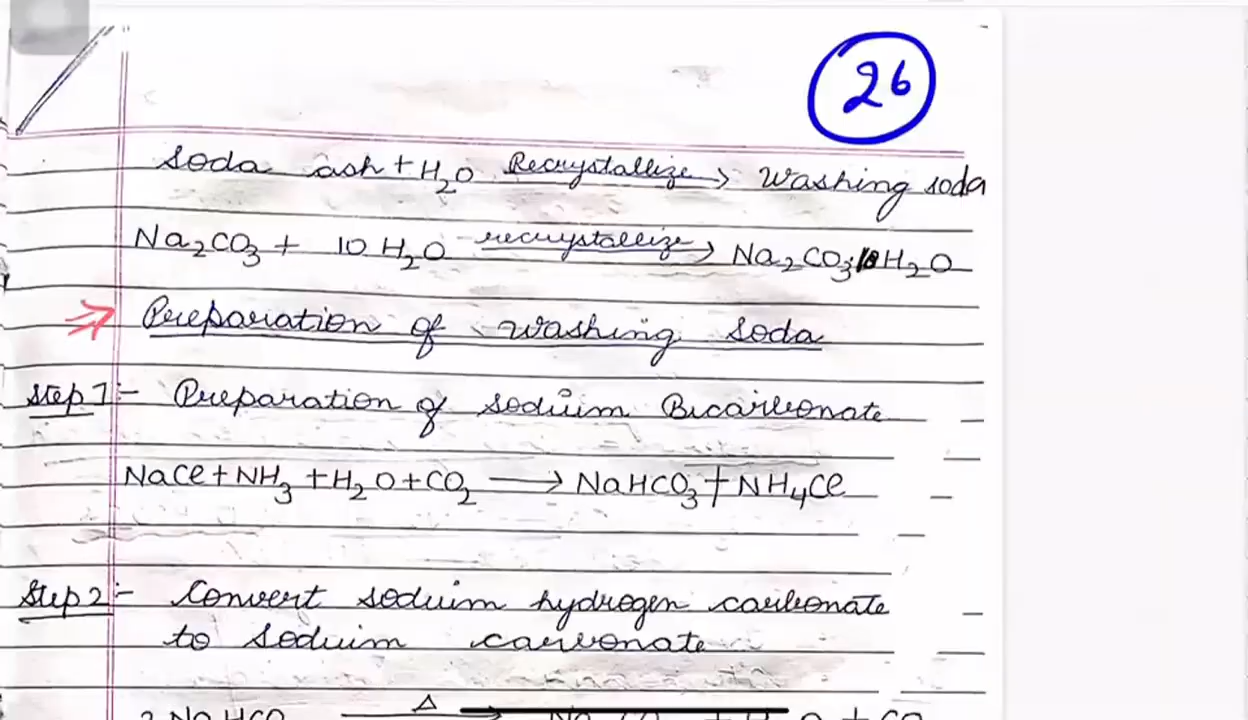 26
Soda ash + H₂O Recrystallize → Washing soda
Na₂CO₃ + 10 H₂O recrystallize → Na₂CO₃.10H₂O
Preparation of washing soda
Step 1:- Preparation of sodium Bicarbonate
NaCl + NH₃ + H₂O + CO₂ → NaHCO₃ + NH₄Cl
Step 2:- Convert sodium hydrogen carbonate
to sodium carbonate
Δ
2 NaHCO